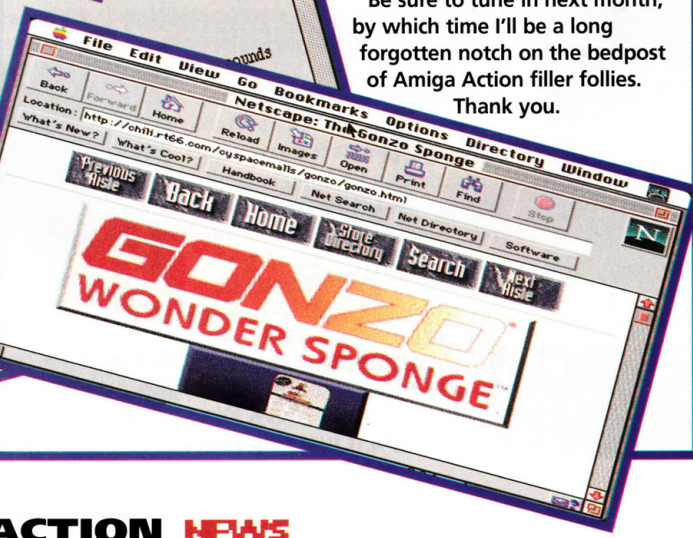 Be sure to tune in next month,
by which time I'll be a long
forgotten notch on the bedpost
of Amiga Action filler follies.
Thank you.
ounds
File Edit View Go Bookmarks Options Directory Window
Netscape: The Gonzo Sponge
Back Forward Home Reload Images Open Print Find Stop
Location: http://chili.rt66.com/cyspacemalls/gonzo/gonzo.html
What's New? What's Cool? Handbook Net Search Net Directory Software
N
Previous Aisle Back Home Store Directory Search Next Aisle
GONZO
WONDER SPONGE
ACTION NEWS